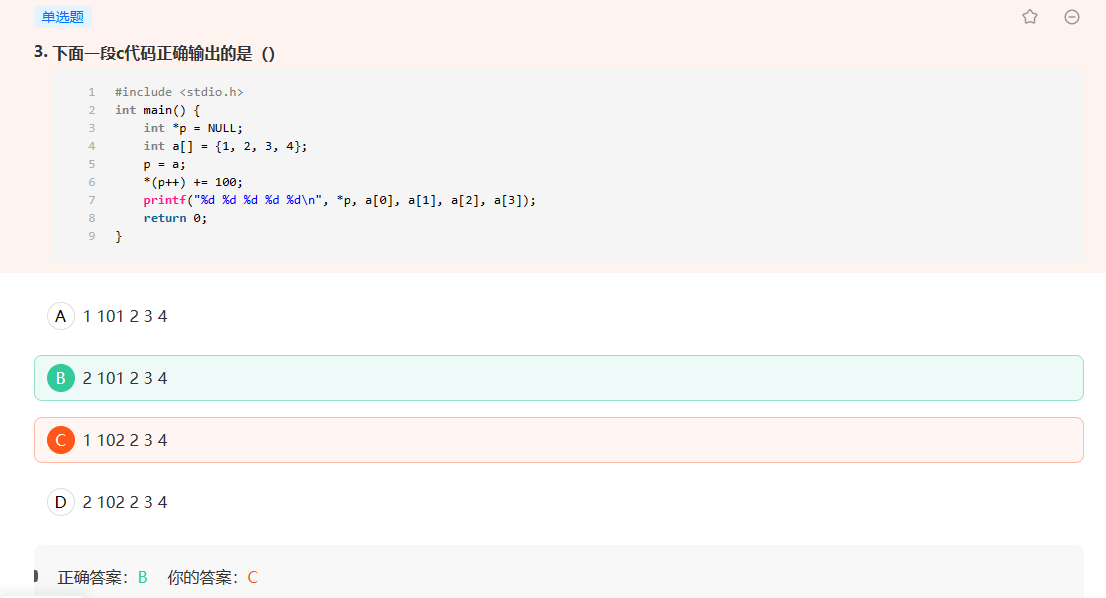 单选题
3. 下面一段c代码正确输出的是（）
1 #include <stdio.h>
2 int main() {
3     int *p = NULL;
4     int a[] = {1, 2, 3, 4};
5     p = a;
6     *(p++) += 100;
7     printf("%d %d %d %d %d\n", *p, a[0], a[1], a[2], a[3]);
8     return 0;
9 }
A 1 101 2 3 4
B 2 101 2 3 4
C 1 102 2 3 4
D 2 102 2 3 4
正确答案：B 你的答案：C